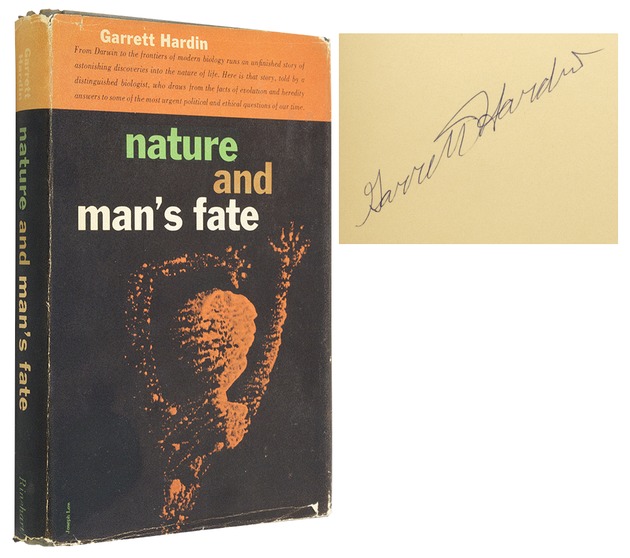 Garrett Hardin
From Darwin to the frontiers of modern biology runs an unfinished story of
astonishing discoveries into the nature of life. Here is that story, told by a
distinguished biologist, who draws from the facts of evolution and heredity
answers to some of the most urgent political and ethical questions of our time.
nature
and
man's fate
Joseph Low
Garrett
Hardin
nature and man's fate
Rinehart
Garrett Hardin